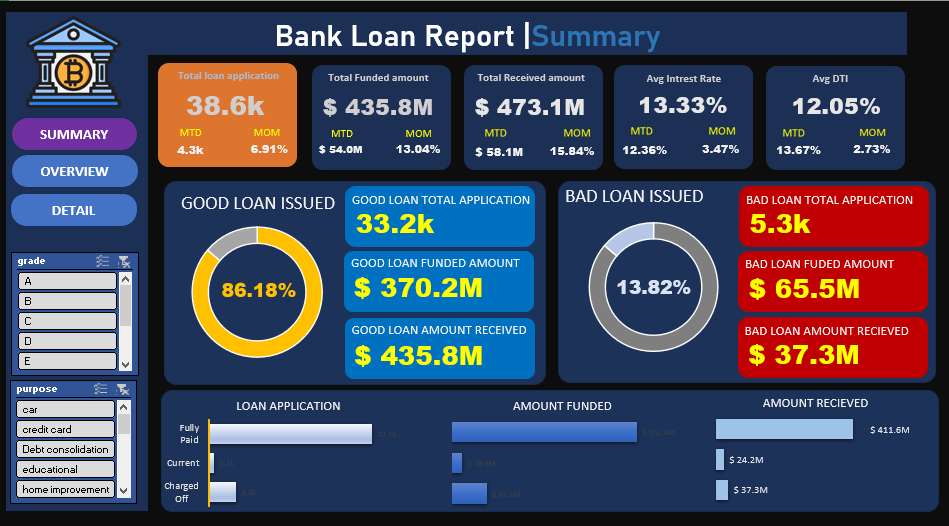 Bank Loan Report |Summary
SUMMARY
OVERVIEW
DETAIL
Total loan application
38.6k
MTD MOM
4.3k 6.91%
Total Funded amount
$ 435.8M
MTD MOM
$ 54.0M 13.04%
Total Received amount
$ 473.1M
MTD MOM
$ 58.1M 15.84%
Avg Intrest Rate
13.33%
MTD MOM
12.36% 3.47%
Avg DTI
12.05%
MTD MOM
13.67% 2.73%
grade
A
B
C
D
E
purpose
car
credit card
Debt consolidation
educational
home improvement
GOOD LOAN ISSUED
86.18%
GOOD LOAN TOTAL APPLICATION
33.2k
GOOD LOAN FUNDED AMOUNT
$ 370.2M
GOOD LOAN AMOUNT RECEIVED
$ 435.8M
BAD LOAN ISSUED
13.82%
BAD LOAN TOTAL APPLICATION
5.3k
BAD LOAN FUDED AMOUNT
$ 65.5M
BAD LOAN AMOUNT RECIEVED
$ 37.3M
LOAN APPLICATION
Fully
Paid
Current
Charged
Off
AMOUNT FUNDED
AMOUNT RECIEVED
$ 411.6M
$ 24.2M
$ 37.3M